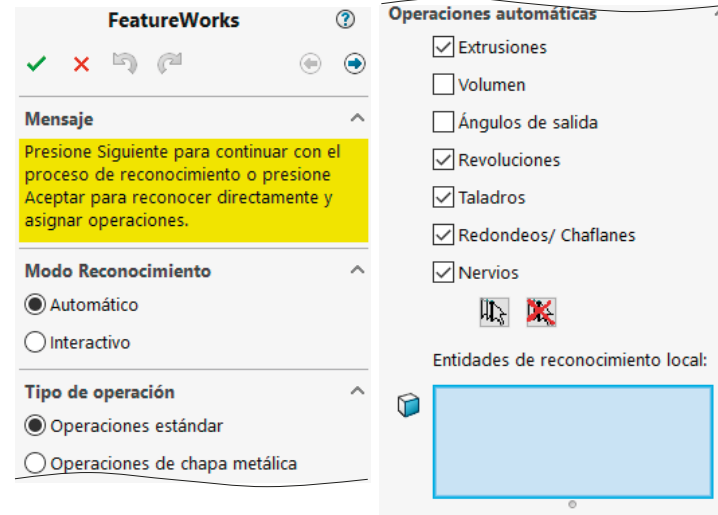 FeatureWorks
Mensaje
Presione Siguiente para continuar con el
proceso de reconocimiento o presione
Aceptar para reconocer directamente y
asignar operaciones.
Modo Reconocimiento
Automático
Interactivo
Tipo de operación
Operaciones estándar
Operaciones de chapa metálica
Operaciones automáticas
Extrusiones
Volumen
Ángulos de salida
Revoluciones
Taladros
Redondeos/ Chaflanes
Nervios
Entidades de reconocimiento local: